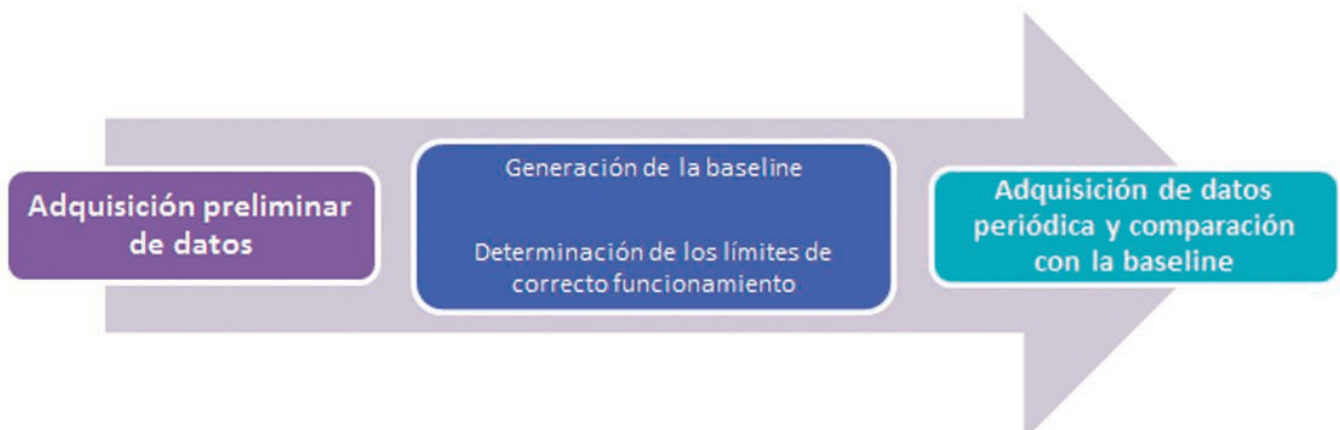 Adquisición preliminar
de datos
Generación de la baseline
Determinación de los límites de
correcto funcionamiento
Adquisición de datos
periódica y comparación
con la baseline